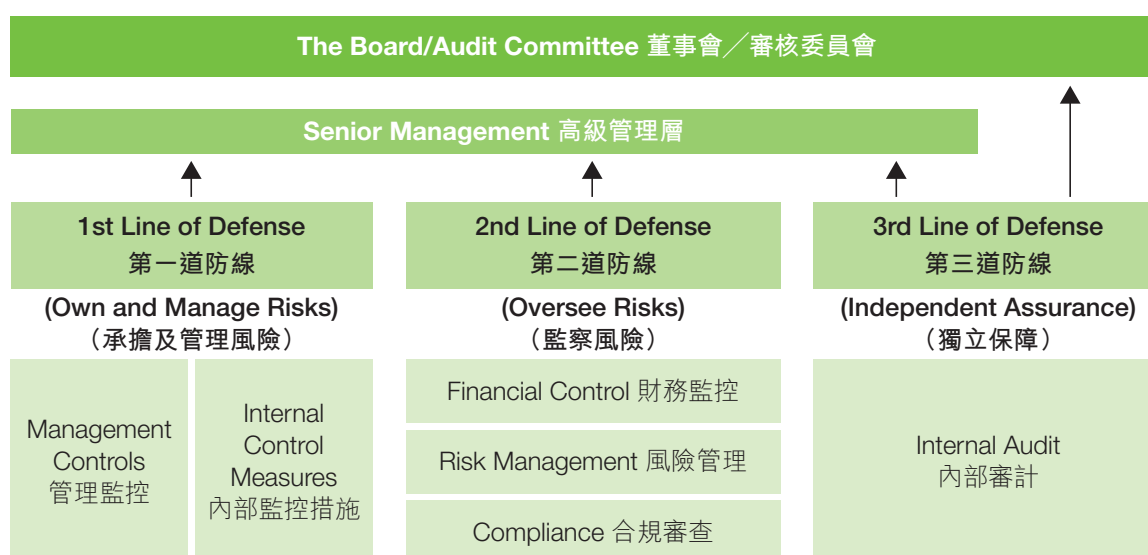 The Board/Audit Committee 董事會／審核委員會
Senior Management 高級管理層
1st Line of Defense
第一道防線
(Own and Manage Risks)
（承擔及管理風險）
Management
Controls
管理監控
Internal
Control
Measures
內部監控措施
2nd Line of Defense
第二道防線
(Oversee Risks)
（監察風險）
Financial Control 財務監控
Risk Management 風險管理
Compliance 合規審查
3rd Line of Defense
第三道防線
(Independent Assurance)
（獨立保障）
Internal Audit
內部審計